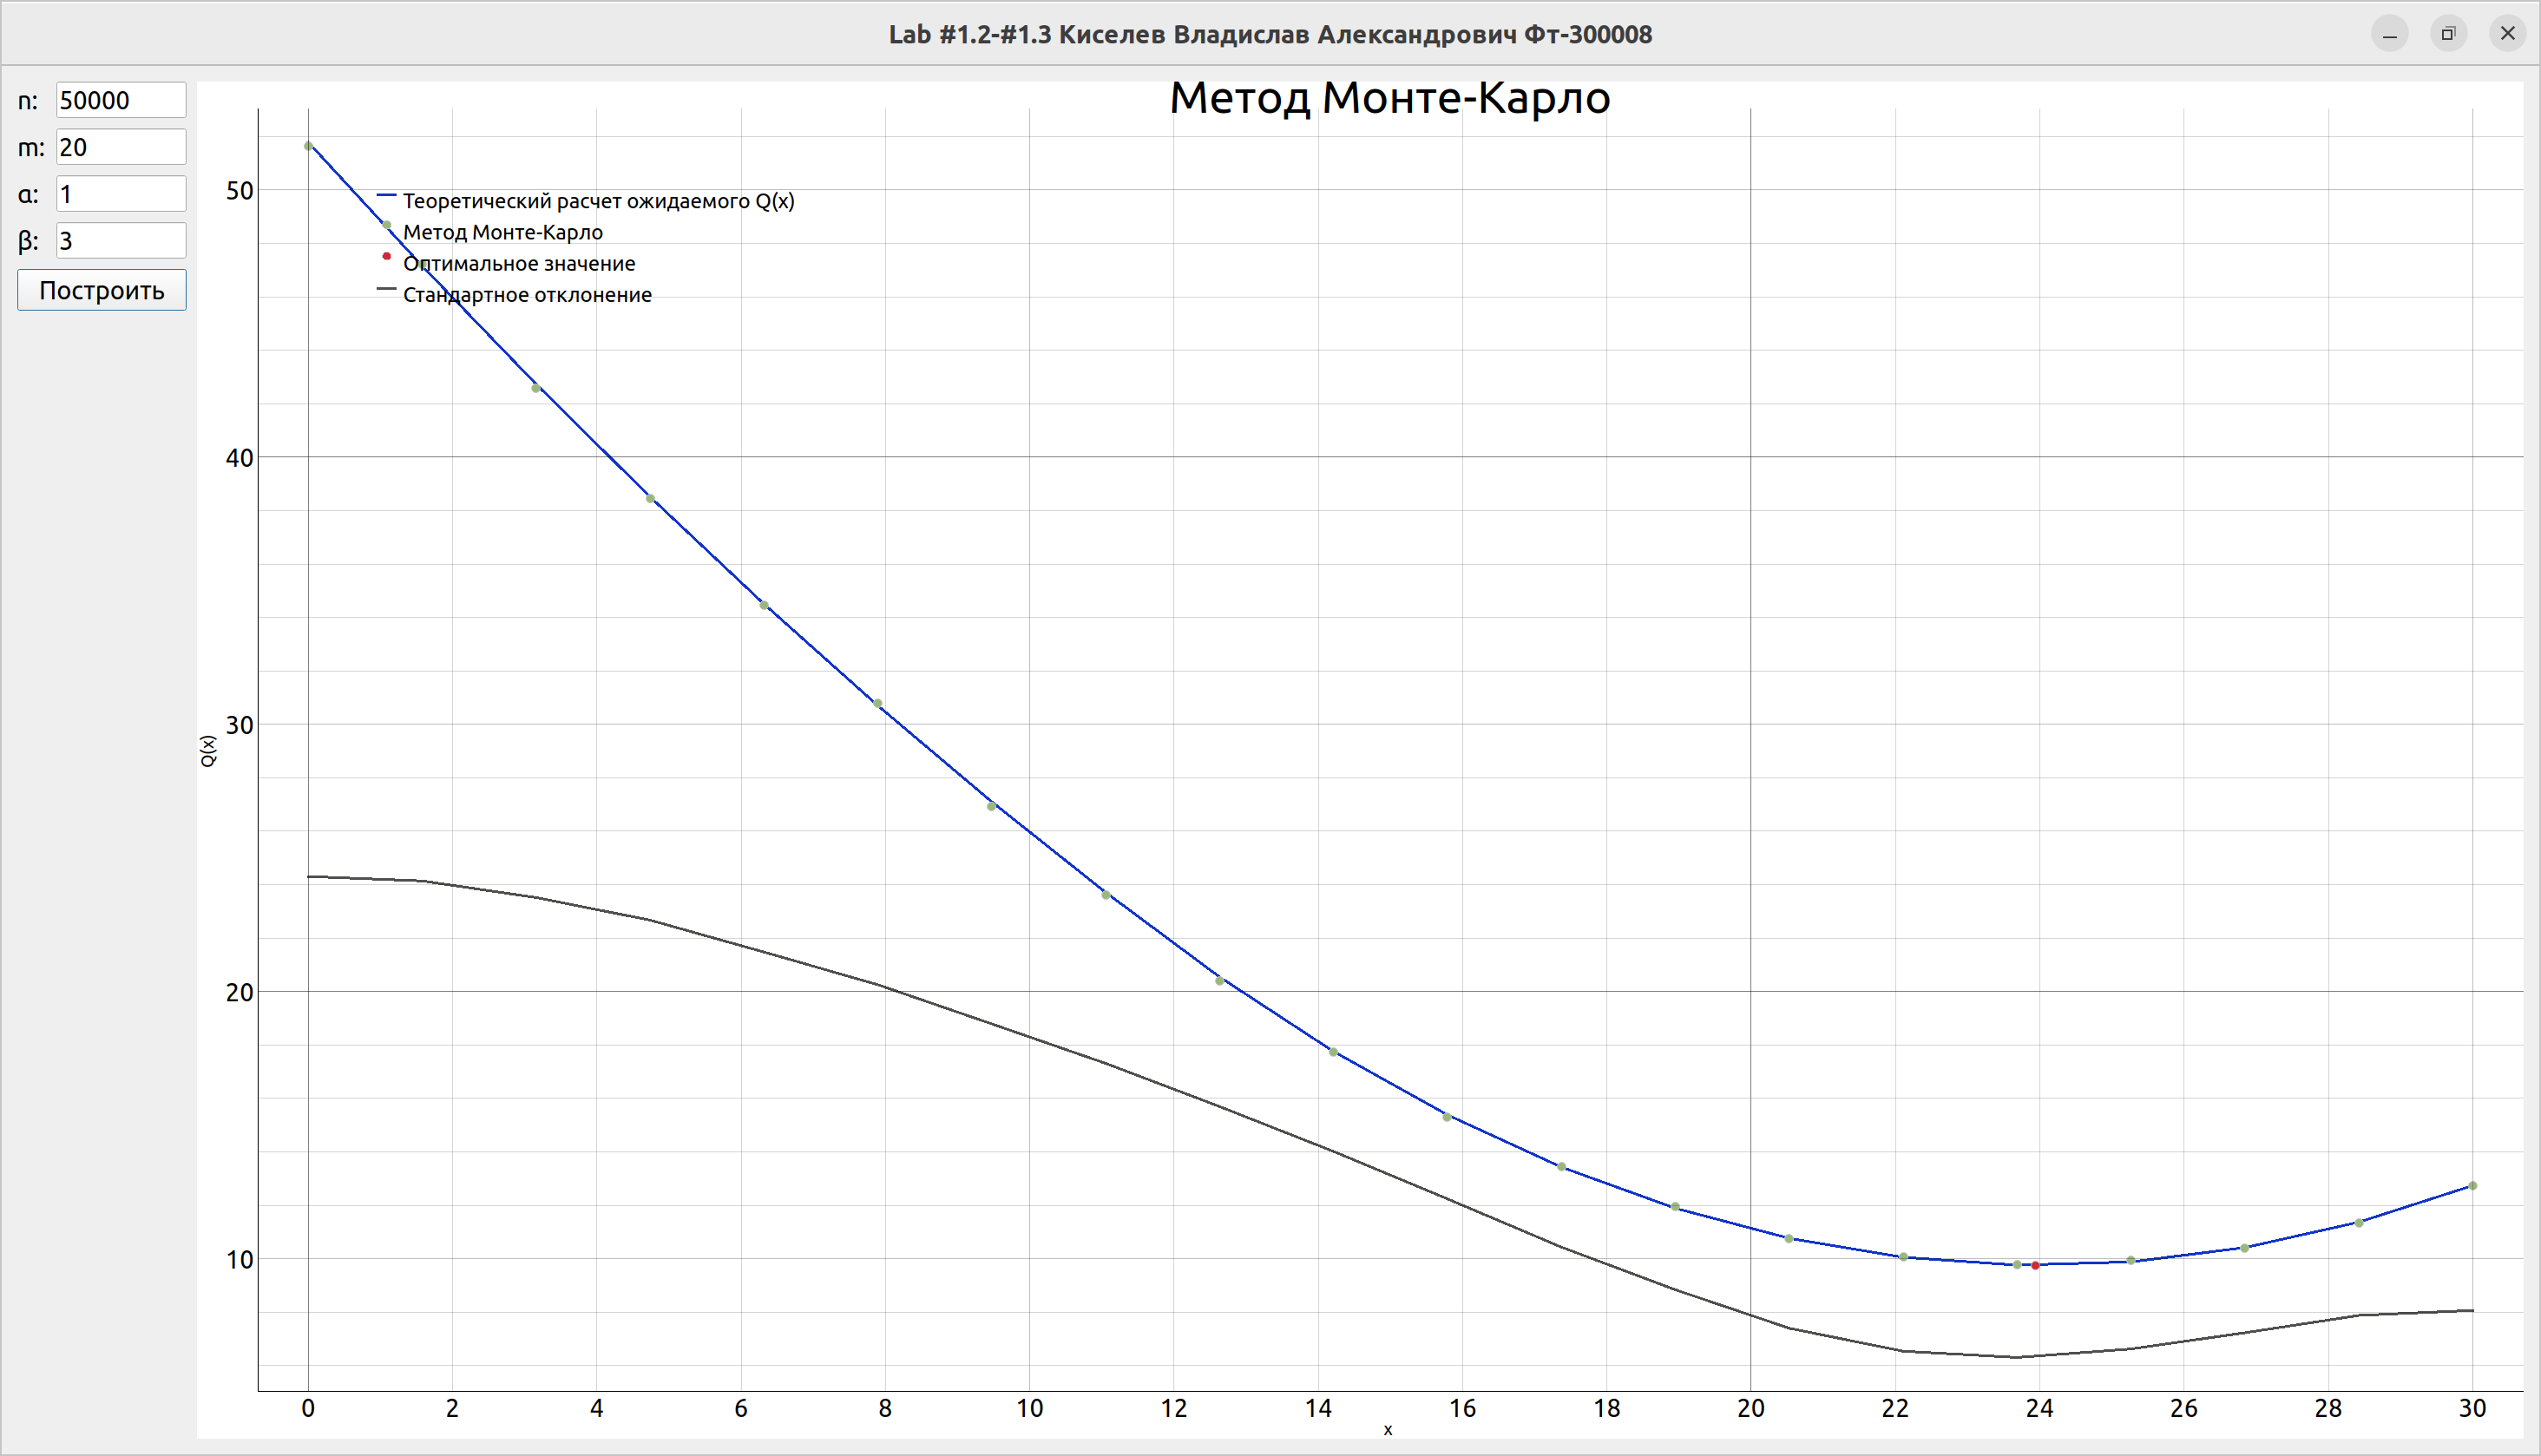 Lab #1.2-#1.3 Киселев Владислав Александрович Фт-300008
n: 50000
m: 20
α: 1
β: 3
Построить
Метод Монте-Карло
Теоретический расчет ожидаемого Q(x)
Метод Монте-Карло
Оптимальное значение
Стандартное отклонение
50
40
30
20
10
Q(x)
0 2 4 6 8 10 12 14 16 18 20 22 24 26 28 30
x